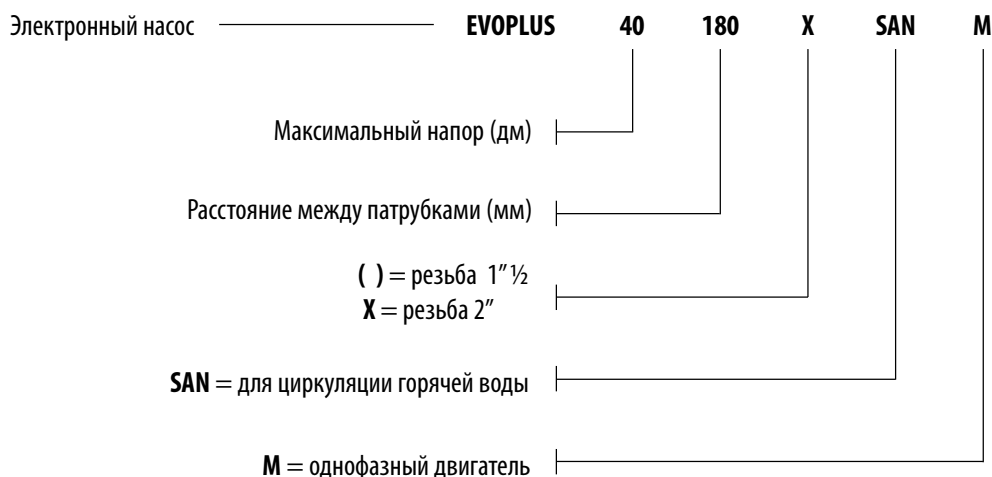 Электронный насос EVOPLUS 40 180 X SAN M
Максимальный напор (дм)
Расстояние между патрубками (мм)
( ) = резьба 1” ½
X = резьба 2”
SAN = для циркуляции горячей воды
M = однофазный двигатель